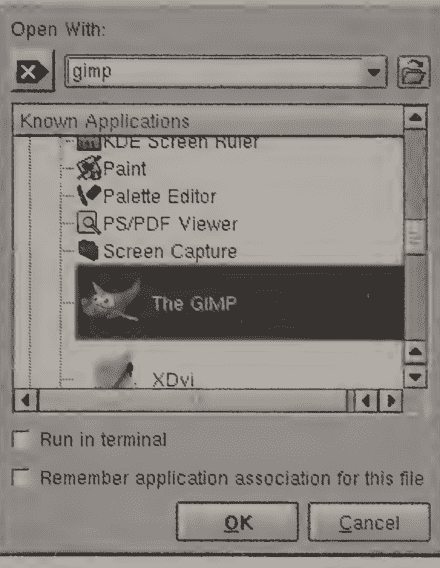 Open With:
gimp
Known Applications
KDE Screen Ruler
Paint
Palette Editor
PS/PDF Viewer
Screen Capture
The GIMP
XDvi
Run in terminal
Remember application association for this file
OK
Cancel